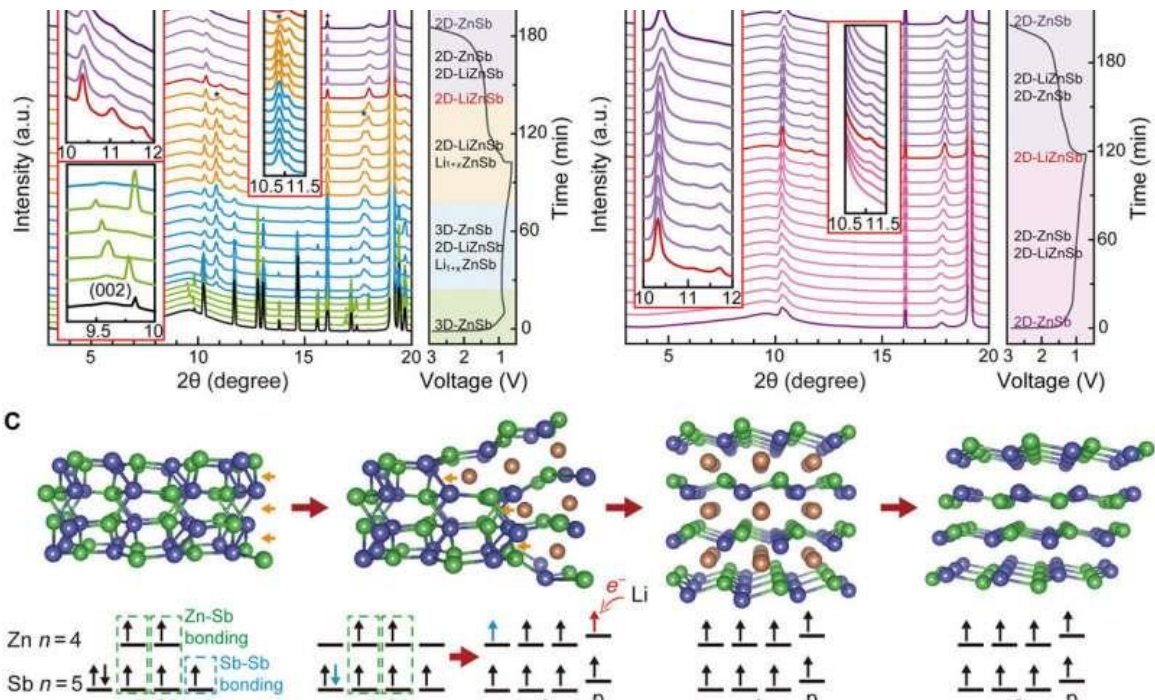 Intensity (a.u.)
10 11 12
(002)
9.5 10
10.5 11.5
5 10 15 20
2θ (degree)
2D-ZnSb
2D-ZnSb
2D-LiZnSb
2D-LiZnSb
2D-LiZnSb
Li₁₊ₓZnSb
3D-ZnSb
2D-LiZnSb
Li₁₊ₓZnSb
3D-ZnSb
180
120
60
0
Time (min)
3 2 1
Voltage (V)
Intensity (a.u.)
10 11 12
10.5 11.5
5 10 15 20
2θ (degree)
2D-ZnSb
2D-LiZnSb
2D-ZnSb
2D-LiZnSb
2D-ZnSb
2D-LiZnSb
2D-ZnSb
180
120
60
0
Time (min)
3 2 1
Voltage (V)
C
e⁻ Li
Zn n = 4
Zn-Sb
bonding
Sb n = 5
Sb-Sb
bonding